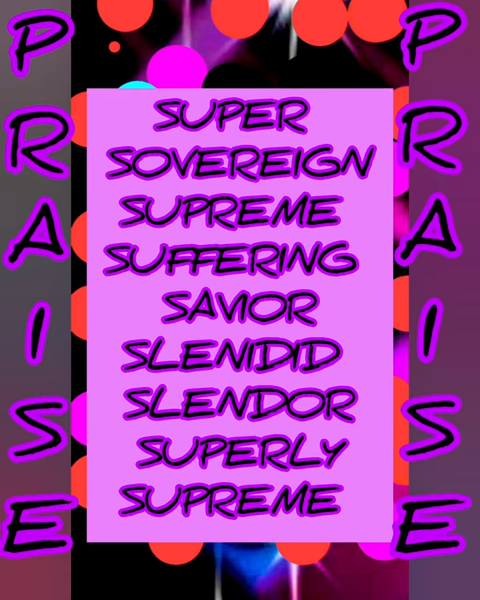 PRAISE
SUPER
SOVEREIGN
SUPREME
SUFFERING
SAVIOR
SLENIDID
SLENDOR
SUPERLY
SUPREME
PRAISE